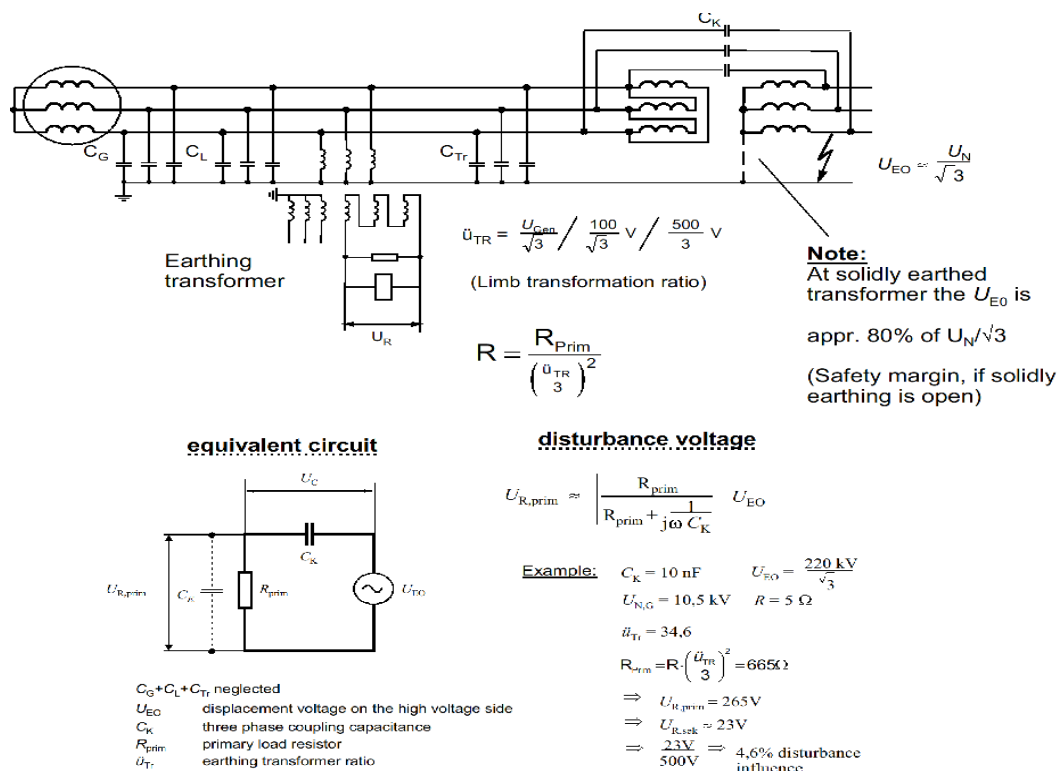 C_K
C_G
C_L
C_Tr
U_EO ≈ U_N/√3
Earthing
transformer
U_R
ü_TR = U_Gen/√3 / 100/√3 V / 500/3 V
(Limb transformation ratio)
R = R_Prim/(ü_TR/3)²
Note:
At solidly earthed
transformer the U_E0 is
appr. 80% of U_N/√3
(Safety margin, if solidly
earthing is open)
equivalent circuit
U_C
C_K
U_R,prim
R_prim
U_EO
C_G+C_L+C_Tr neglected
U_EO displacement voltage on the high voltage side
C_K three phase coupling capacitance
R_prim primary load resistor
ü_Tr earthing transformer ratio
disturbance voltage
U_R,prim ≈ | R_prim/(R_prim + 1/(jω C_K)) U_EO
Example: C_K = 10 nF U_EO = 220 kV/√3
U_N,G = 10,5 kV R = 5 Ω
ü_Tr = 34,6
R_Prim = R·(ü_TR/3)² = 665Ω
⇒ U_R,prim = 265V
⇒ U_R,sek ≈ 23V
⇒ 23V/500V ⇒ 4,6% disturbance
influence